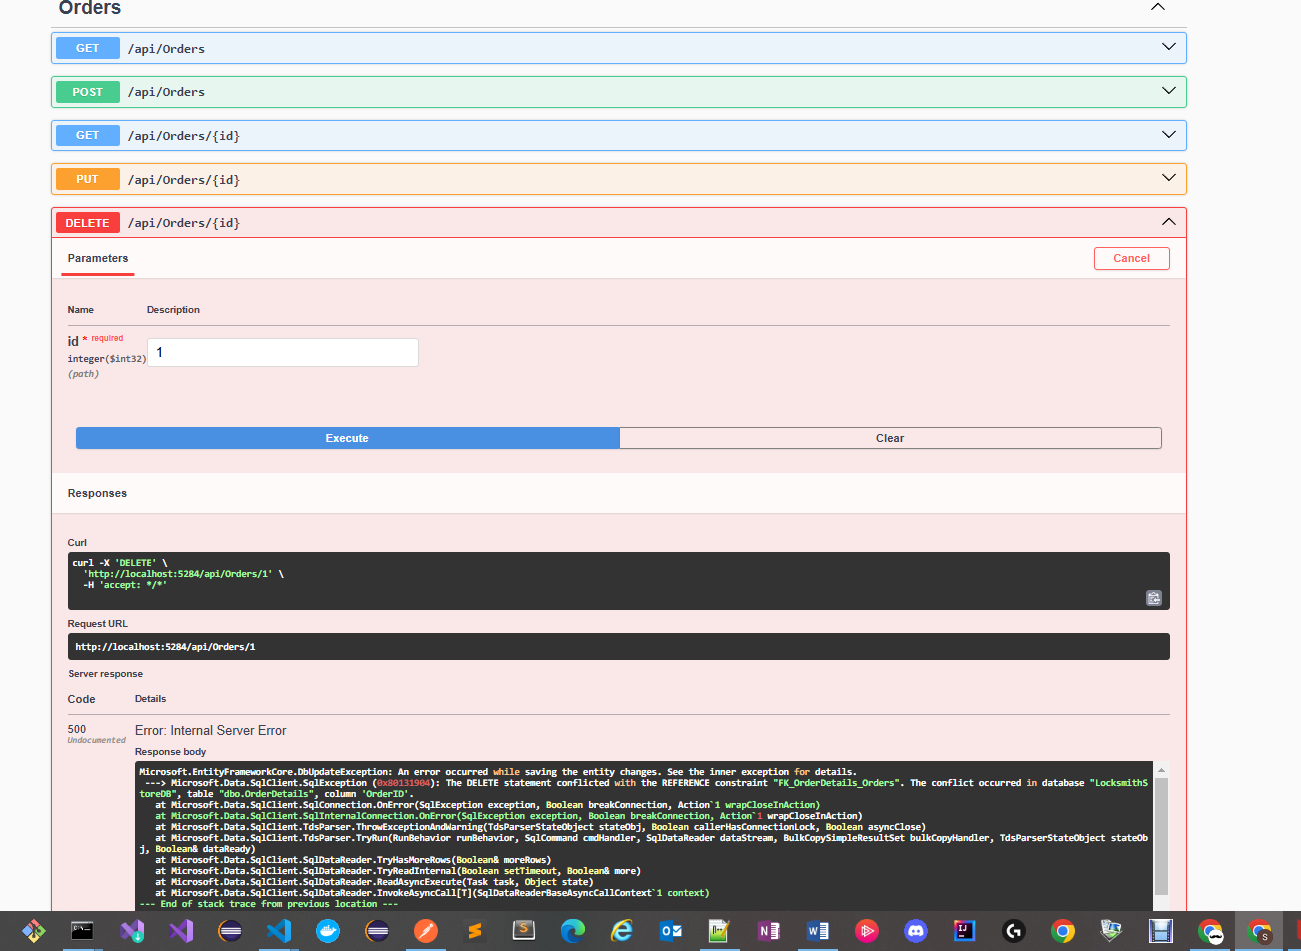 Orders
GET /api/Orders
POST /api/Orders
GET /api/Orders/{id}
PUT /api/Orders/{id}
DELETE /api/Orders/{id}
Parameters
Cancel
Name Description
id * required
integer($int32)
(path)
1
Execute Clear
Responses
Curl
curl -X 'DELETE' \
'http://localhost:5284/api/Orders/1' \
-H 'accept: */*'
Request URL
http://localhost:5284/api/Orders/1
Server response
Code Details
500
Undocumented
Error: Internal Server Error
Response body
Microsoft.EntityFrameworkCore.DbUpdateException: An error occurred while saving the entity changes. See the inner exception for details.
---> Microsoft.Data.SqlClient.SqlException (0x80131904): The DELETE statement conflicted with the REFERENCE constraint "FK_OrderDetails_Orders". The conflict occurred in database "LocksmithS
toreDB", table "dbo.OrderDetails", column 'OrderID'.
at Microsoft.Data.SqlClient.SqlConnection.OnError(SqlException exception, Boolean breakConnection, Action`1 wrapCloseInAction)
at Microsoft.Data.SqlClient.SqlInternalConnection.OnError(SqlException exception, Boolean breakConnection, Action`1 wrapCloseInAction)
at Microsoft.Data.SqlClient.TdsParser.ThrowExceptionAndWarning(TdsParserStateObject stateObj, Boolean callerHasConnectionLock, Boolean asyncClose)
at Microsoft.Data.SqlClient.TdsParser.TryRun(RunBehavior runBehavior, SqlCommand cmdHandler, SqlDataReader dataStream, BulkCopySimpleResultSet bulkCopyHandler, TdsParserStateObject stateOb
j, Boolean& dataReady)
at Microsoft.Data.SqlClient.SqlDataReader.TryHasMoreRows(Boolean& moreRows)
at Microsoft.Data.SqlClient.SqlDataReader.TryReadInternal(Boolean setTimeout, Boolean& more)
at Microsoft.Data.SqlClient.SqlDataReader.ReadAsyncExecute(Task task, Object state)
at Microsoft.Data.SqlClient.SqlDataReader.InvokeAsyncCall[T](SqlDataReaderBaseAsyncCallContext`1 context)
--- End of stack trace from previous location ---